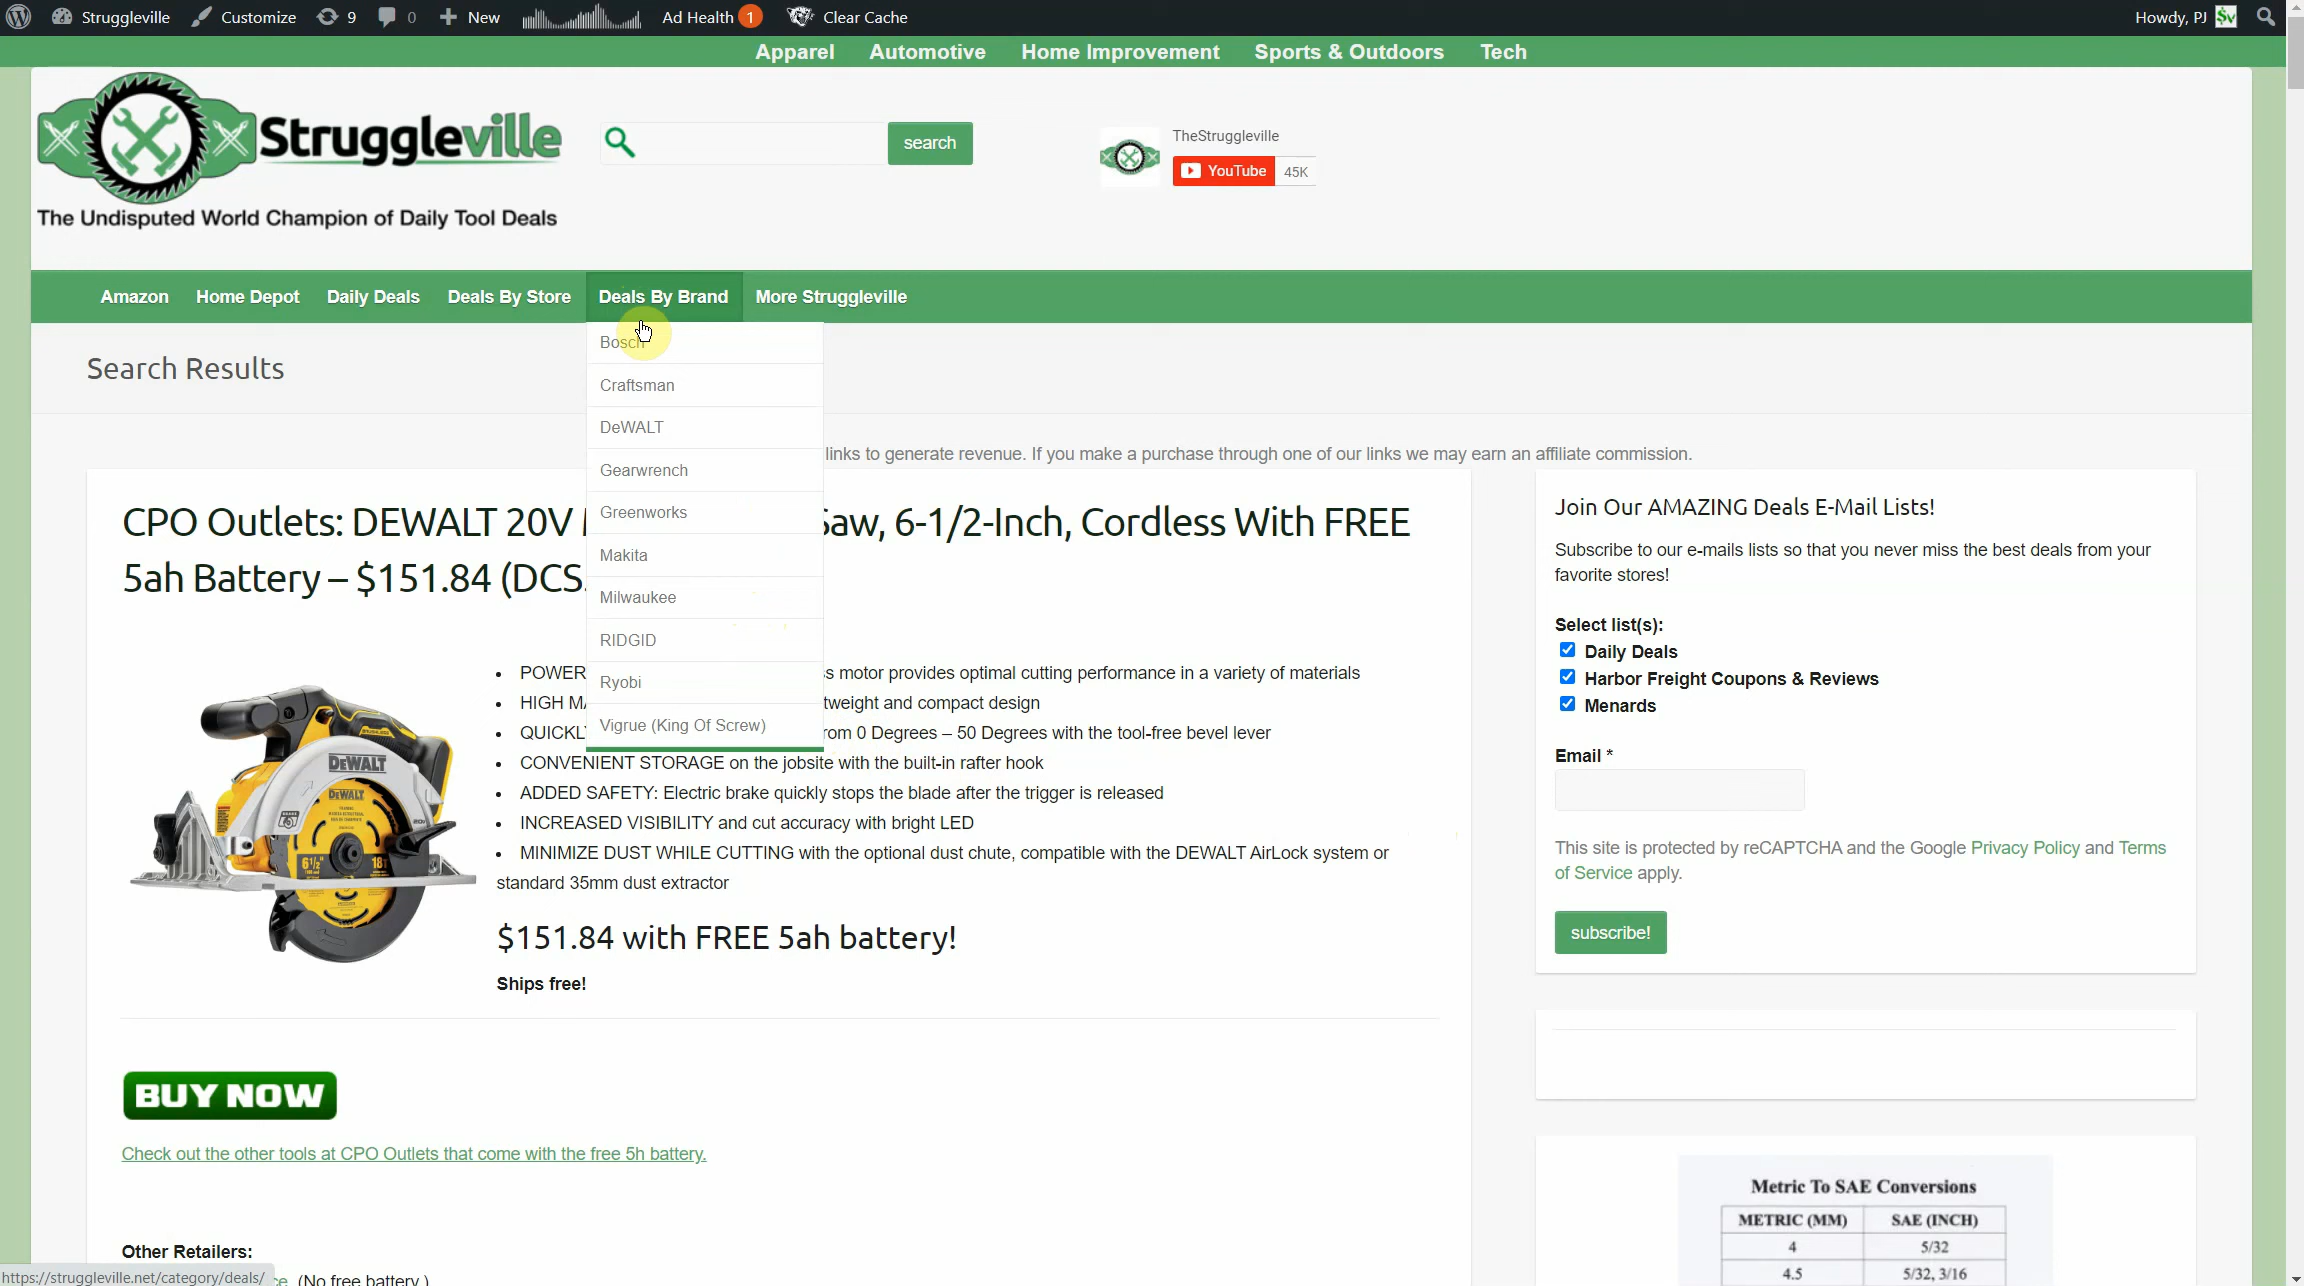 Struggleville Customize 9 0 New Ad Health 1 Clear Cache Howdy, PJ
Apparel Automotive Home Improvement Sports & Outdoors Tech
Struggleville
The Undisputed World Champion of Daily Tool Deals
search
TheStruggleville
YouTube 45K
Amazon Home Depot Daily Deals Deals By Store Deals By Brand More Struggleville
Bosch
Craftsman
DeWALT
Gearwrench
Greenworks
Makita
Milwaukee
RIDGID
Ryobi
Vigrue (King Of Screw)
Search Results
links to generate revenue. If you make a purchase through one of our links we may earn an affiliate commission.
CPO Outlets: DEWALT 20V Saw, 6-1/2-Inch, Cordless With FREE
5ah Battery – $151.84 (DCS
DEWALT
DEWALT
20V
6 1/2" 18T
POWER motor provides optimal cutting performance in a variety of materials
HIGH tweight and compact design
QUICKL rom 0 Degrees – 50 Degrees with the tool-free bevel lever
CONVENIENT STORAGE on the jobsite with the built-in rafter hook
ADDED SAFETY: Electric brake quickly stops the blade after the trigger is released
INCREASED VISIBILITY and cut accuracy with bright LED
MINIMIZE DUST WHILE CUTTING with the optional dust chute, compatible with the DEWALT AirLock system or
standard 35mm dust extractor
$151.84 with FREE 5ah battery!
Ships free!
BUY NOW
Check out the other tools at CPO Outlets that come with the free 5h battery.
Other Retailers:
(No free battery )
https://struggleville.net/category/deals/
Join Our AMAZING Deals E-Mail Lists!
Subscribe to our e-mails lists so that you never miss the best deals from your
favorite stores!
Select list(s):
Daily Deals
Harbor Freight Coupons & Reviews
Menards
Email *
This site is protected by reCAPTCHA and the Google Privacy Policy and Terms
of Service apply.
subscribe!
Metric To SAE Conversions
METRIC (MM) SAE (INCH)
4 5/32
4.5 5/32, 3/16